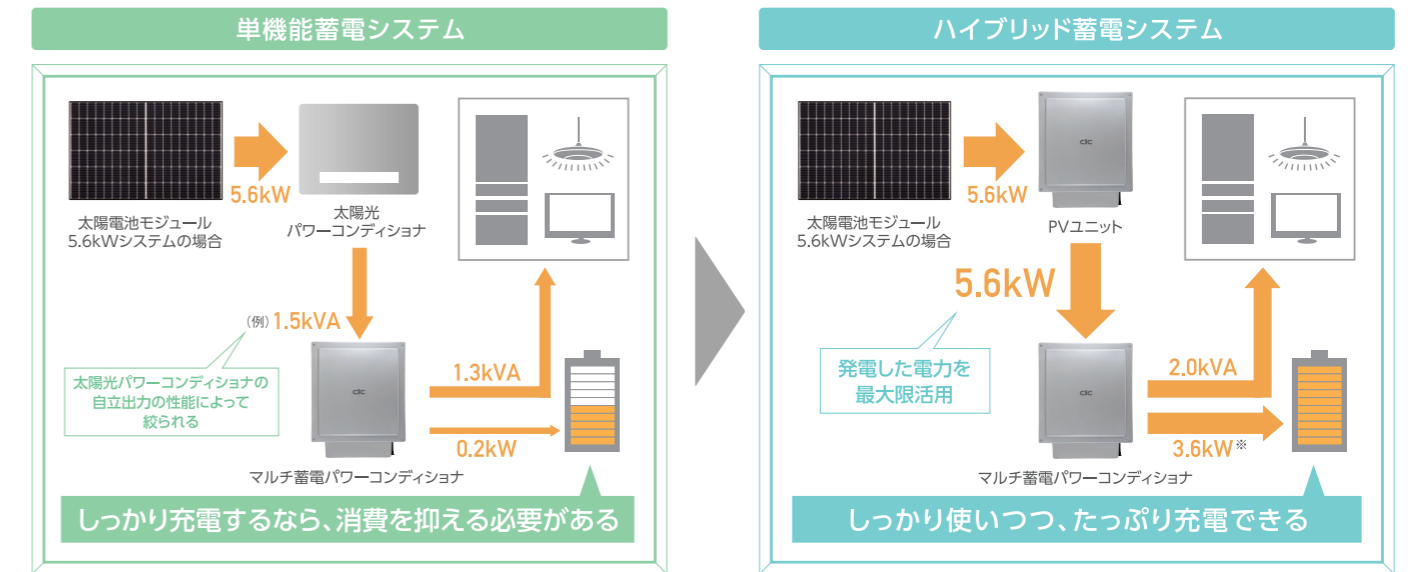 単機能蓄電システム
5.6kW
太陽電池モジュール
5.6kWシステムの場合
太陽光
パワーコンディショナ
(例)1.5kVA
太陽光パワーコンディショナの
自立出力の性能によって
絞られる
clc
1.3kVA
0.2kW
マルチ蓄電パワーコンディショナ
しっかり充電するなら、消費を抑える必要がある
ハイブリッド蓄電システム
clc
5.6kW
太陽電池モジュール
5.6kWシステムの場合
PVユニット
5.6kW
発電した電力を
最大限活用
clc
2.0kVA
3.6kW※
マルチ蓄電パワーコンディショナ
しっかり使いつつ、たっぷり充電できる